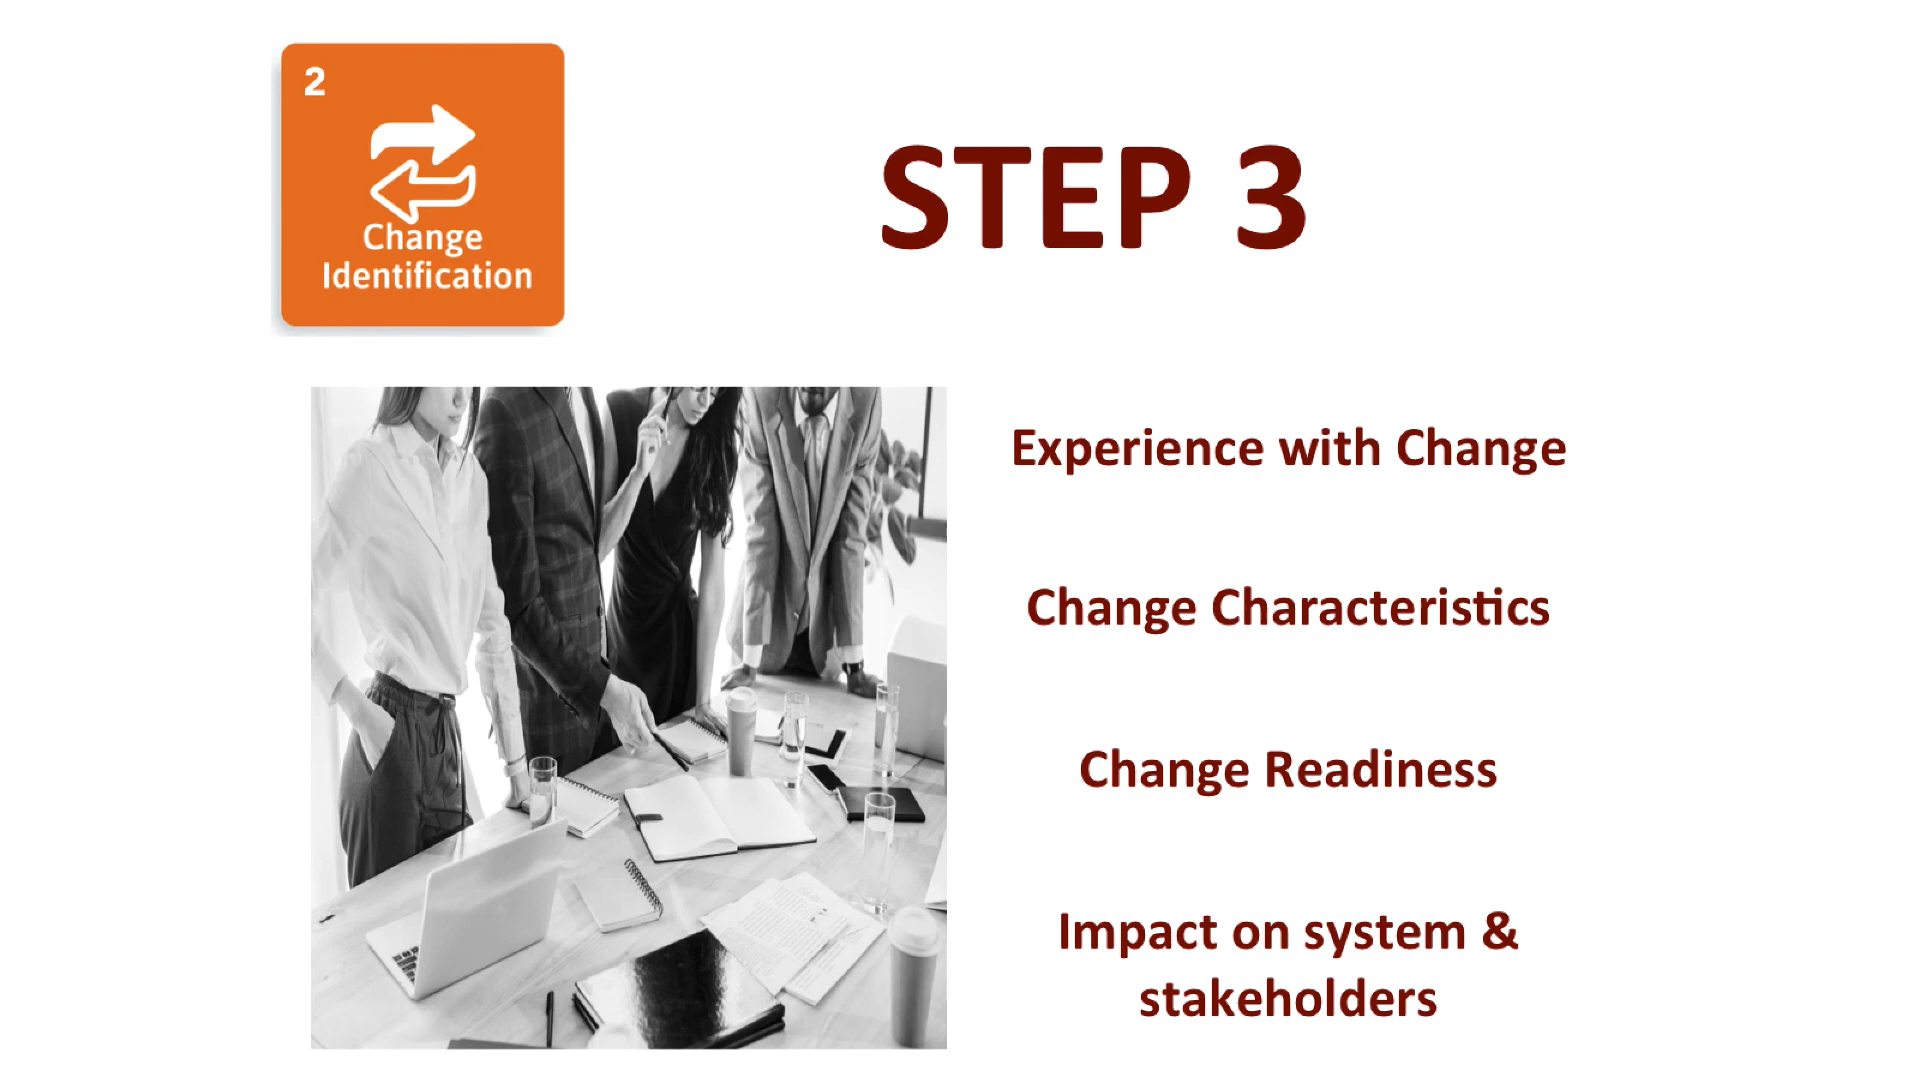 2
Change
Identification
STEP 3
Experience with Change
Change Characteristics
Change Readiness
Impact on system &
stakeholders